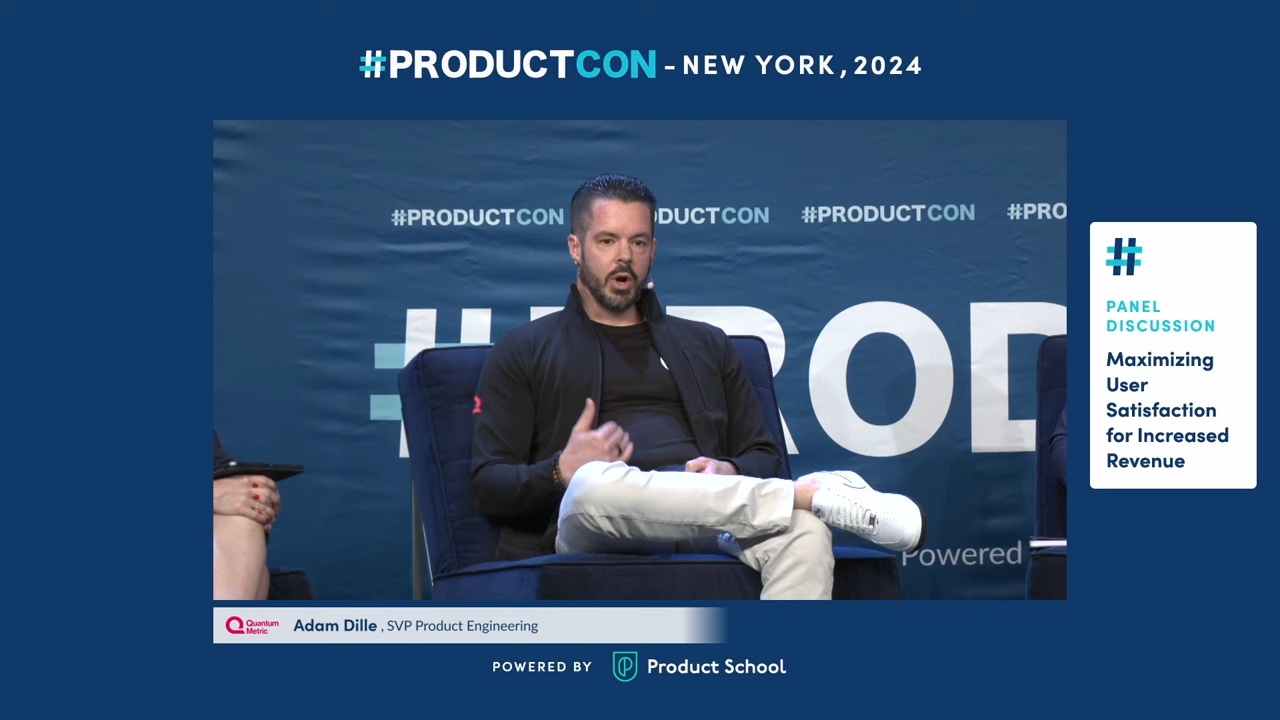 #PRODUCTCON - NEW YORK, 2024
#PRODUCTCON
DUCTCON
#PRODUCTCON
#PRO
#
PANEL
DISCUSSION
Maximizing
User
Satisfaction
for Increased
Revenue
#PROD
Powered
Quantum
Metric
Adam Dille, SVP Product Engineering
POWERED BY
Product School